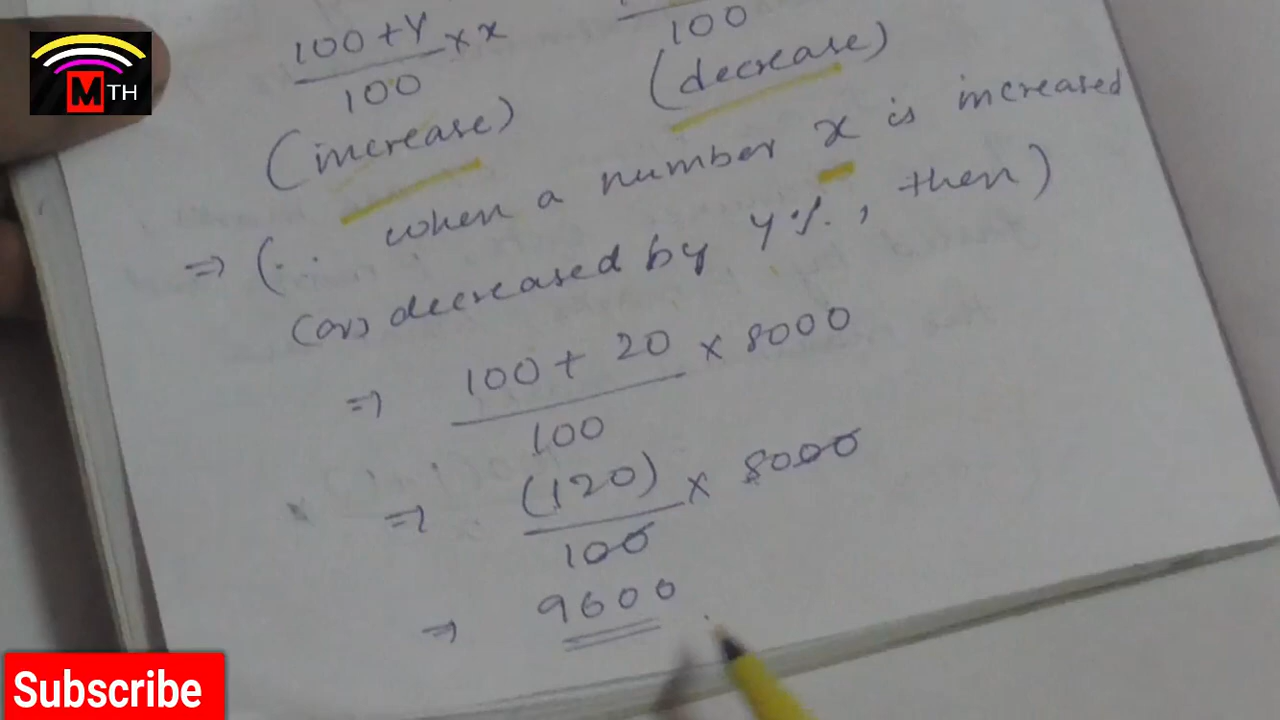 MTH
100 + Y
100
× x
100
(increase)
(decrease)
⇒ (∵ when a number x is increased
(or) decreased by Y%, then)
⇒ 100 + 20 × 8000
100
⇒ (120) × 8000
100
⇒ 9600
Subscribe